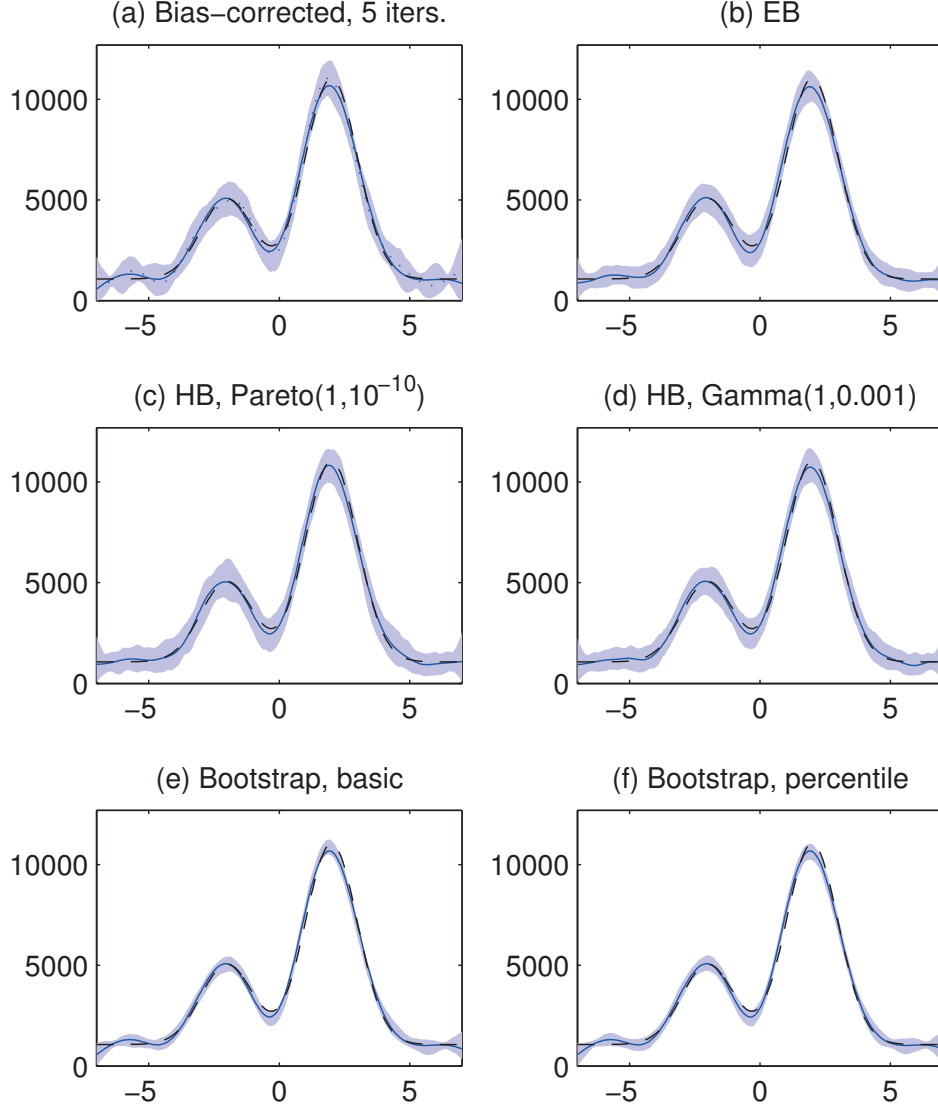 (a) Bias−corrected, 5 iters.
(b) EB
10000
5000
0
−5 0 5
10000
5000
0
−5 0 5
(c) HB, Pareto(1,10⁻¹⁰)
(d) HB, Gamma(1,0.001)
10000
5000
0
−5 0 5
10000
5000
0
−5 0 5
(e) Bootstrap, basic
(f) Bootstrap, percentile
10000
5000
0
−5 0 5
10000
5000
0
−5 0 5